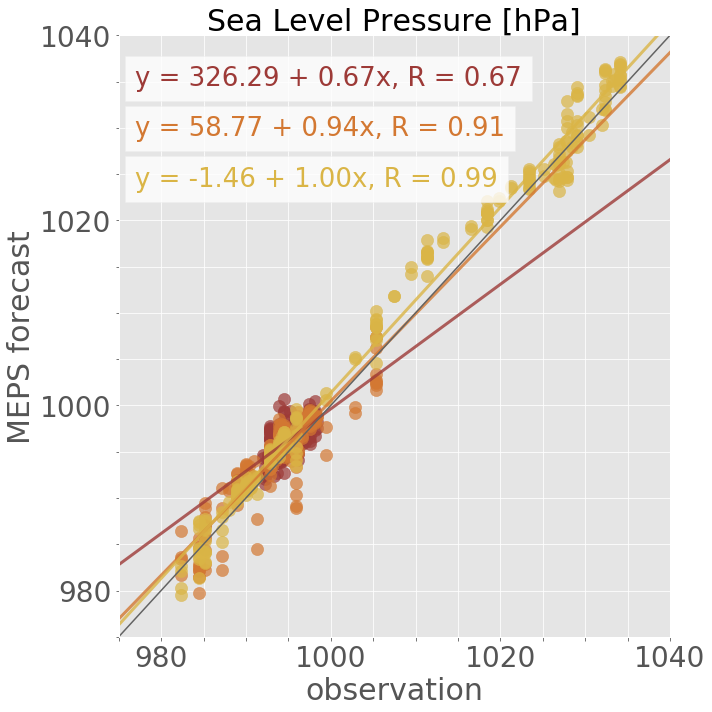 Sea Level Pressure [hPa]
1040
y = 326.29 + 0.67x, R = 0.67
y = 58.77 + 0.94x, R = 0.91
y = -1.46 + 1.00x, R = 0.99
1020
MEPS forecast
1000
980
980 1000 1020 1040
observation